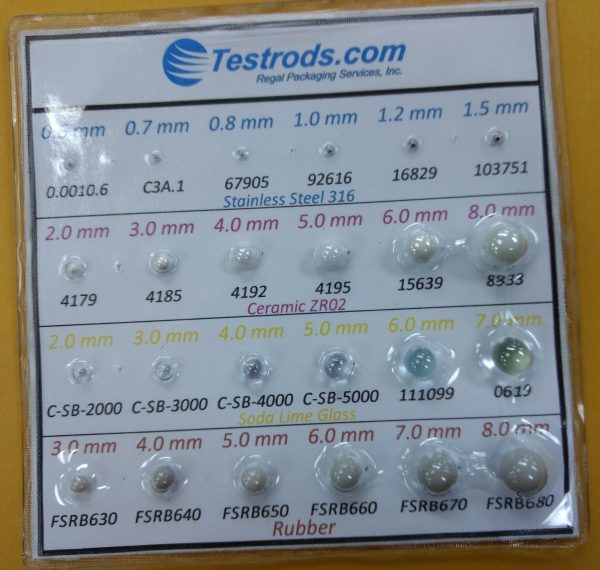 Testrods.com
Regal Packaging Services, Inc.
0.7 mm 0.8 mm 1.0 mm 1.2 mm 1.5 mm
0.0010.6 C3A.1 67905 92616 16829 103751
Stainless Steel 316
2.0 mm 3.0 mm 4.0 mm 5.0 mm 6.0 mm 8.0 mm
4179 4185 4192 4195 15639 8333
Ceramic ZR02
2.0 mm 3.0 mm 4.0 mm 5.0 mm 6.0 mm 7.0 mm
C-SB-2000 C-SB-3000 C-SB-4000 C-SB-5000 111099 0619
Soda Lime Glass
3.0 mm 4.0 mm 5.0 mm 6.0 mm 7.0 mm 8.0 mm
FSRB630 FSRB640 FSRB650 FSRB660 FSRB670 FSRB680
Rubber